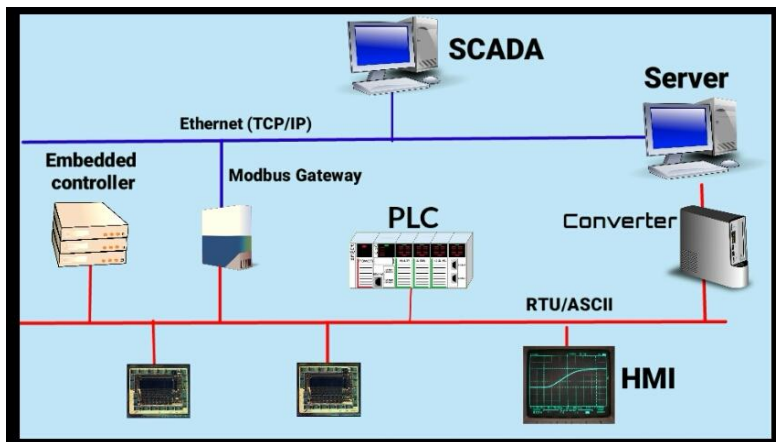 SCADA
Server
Ethernet (TCP/IP)
Embedded
controller
Modbus Gateway
PLC
Converter
RTU/ASCII
HMI